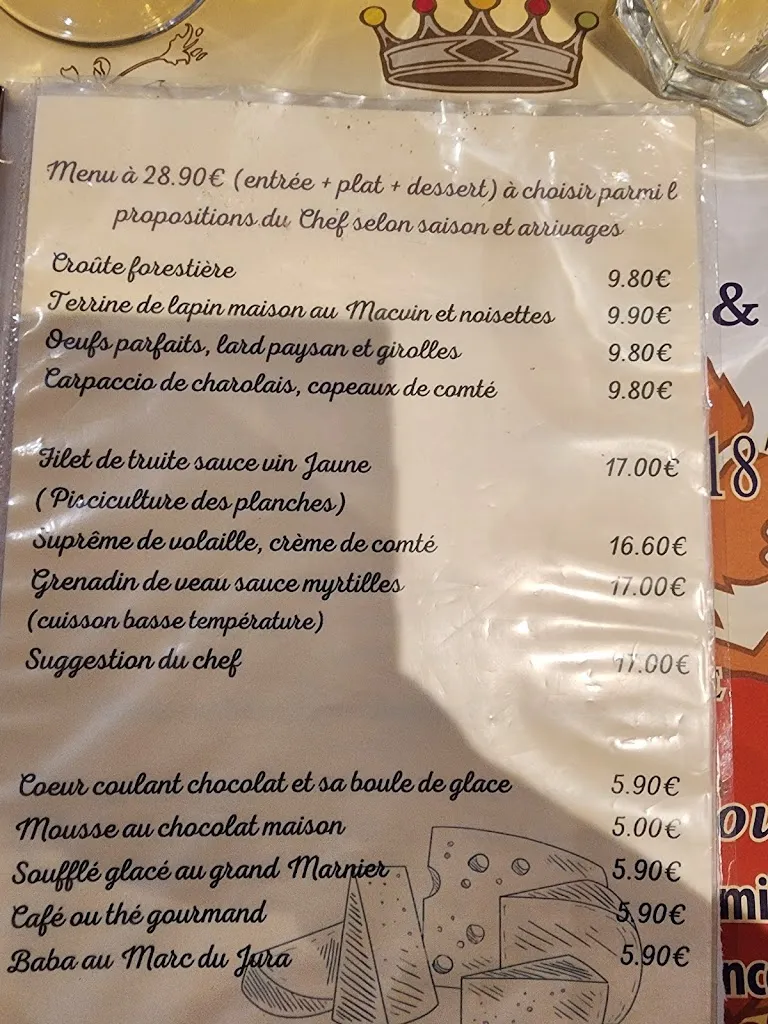 Menu à 28.90€ (entrée + plat + dessert) à choisir parmi l
propositions du Chef selon saison et arrivages
Croûte forestière 9.80€
Terrine de lapin maison au Macvin et noisettes 9.90€
Oeufs parfaits, lard paysan et girolles 9.80€
Carpaccio de charolais, copeaux de comté 9.80€
Filet de truite sauce vin Jaune 17.00€
(Pisciculture des planches)
Suprême de volaille, crème de comté 16.60€
Grenadin de veau sauce myrtilles 17.00€
(cuisson basse température)
Suggestion du chef 17.00€
Coeur coulant chocolat et sa boule de glace 5.90€
Mousse au chocolat maison 5.00€
Soufflé glacé au grand Marnier 5.90€
Café ou thé gourmand 5.90€
Baba au Marc du Jura 5.90€
&
18
ou
mi
nc